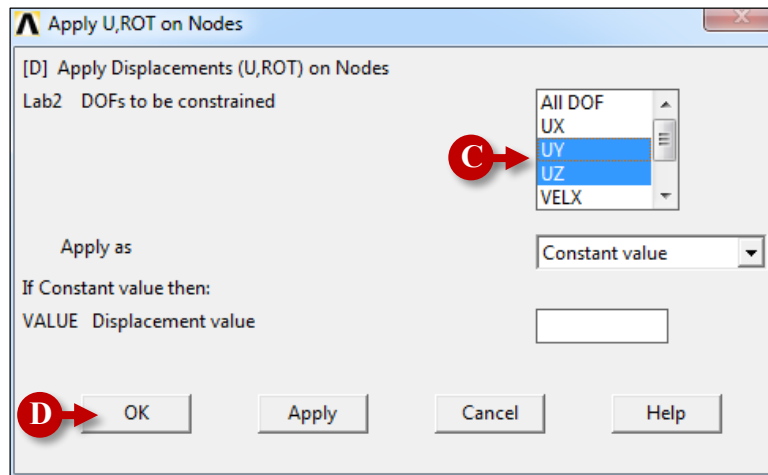 Apply U,ROT on Nodes
[D] Apply Displacements (U,ROT) on Nodes
Lab2 DOFs to be constrained
All DOF
UX
C
UY
UZ
VELX
Apply as
Constant value
If Constant value then:
VALUE Displacement value
D
OK
Apply
Cancel
Help